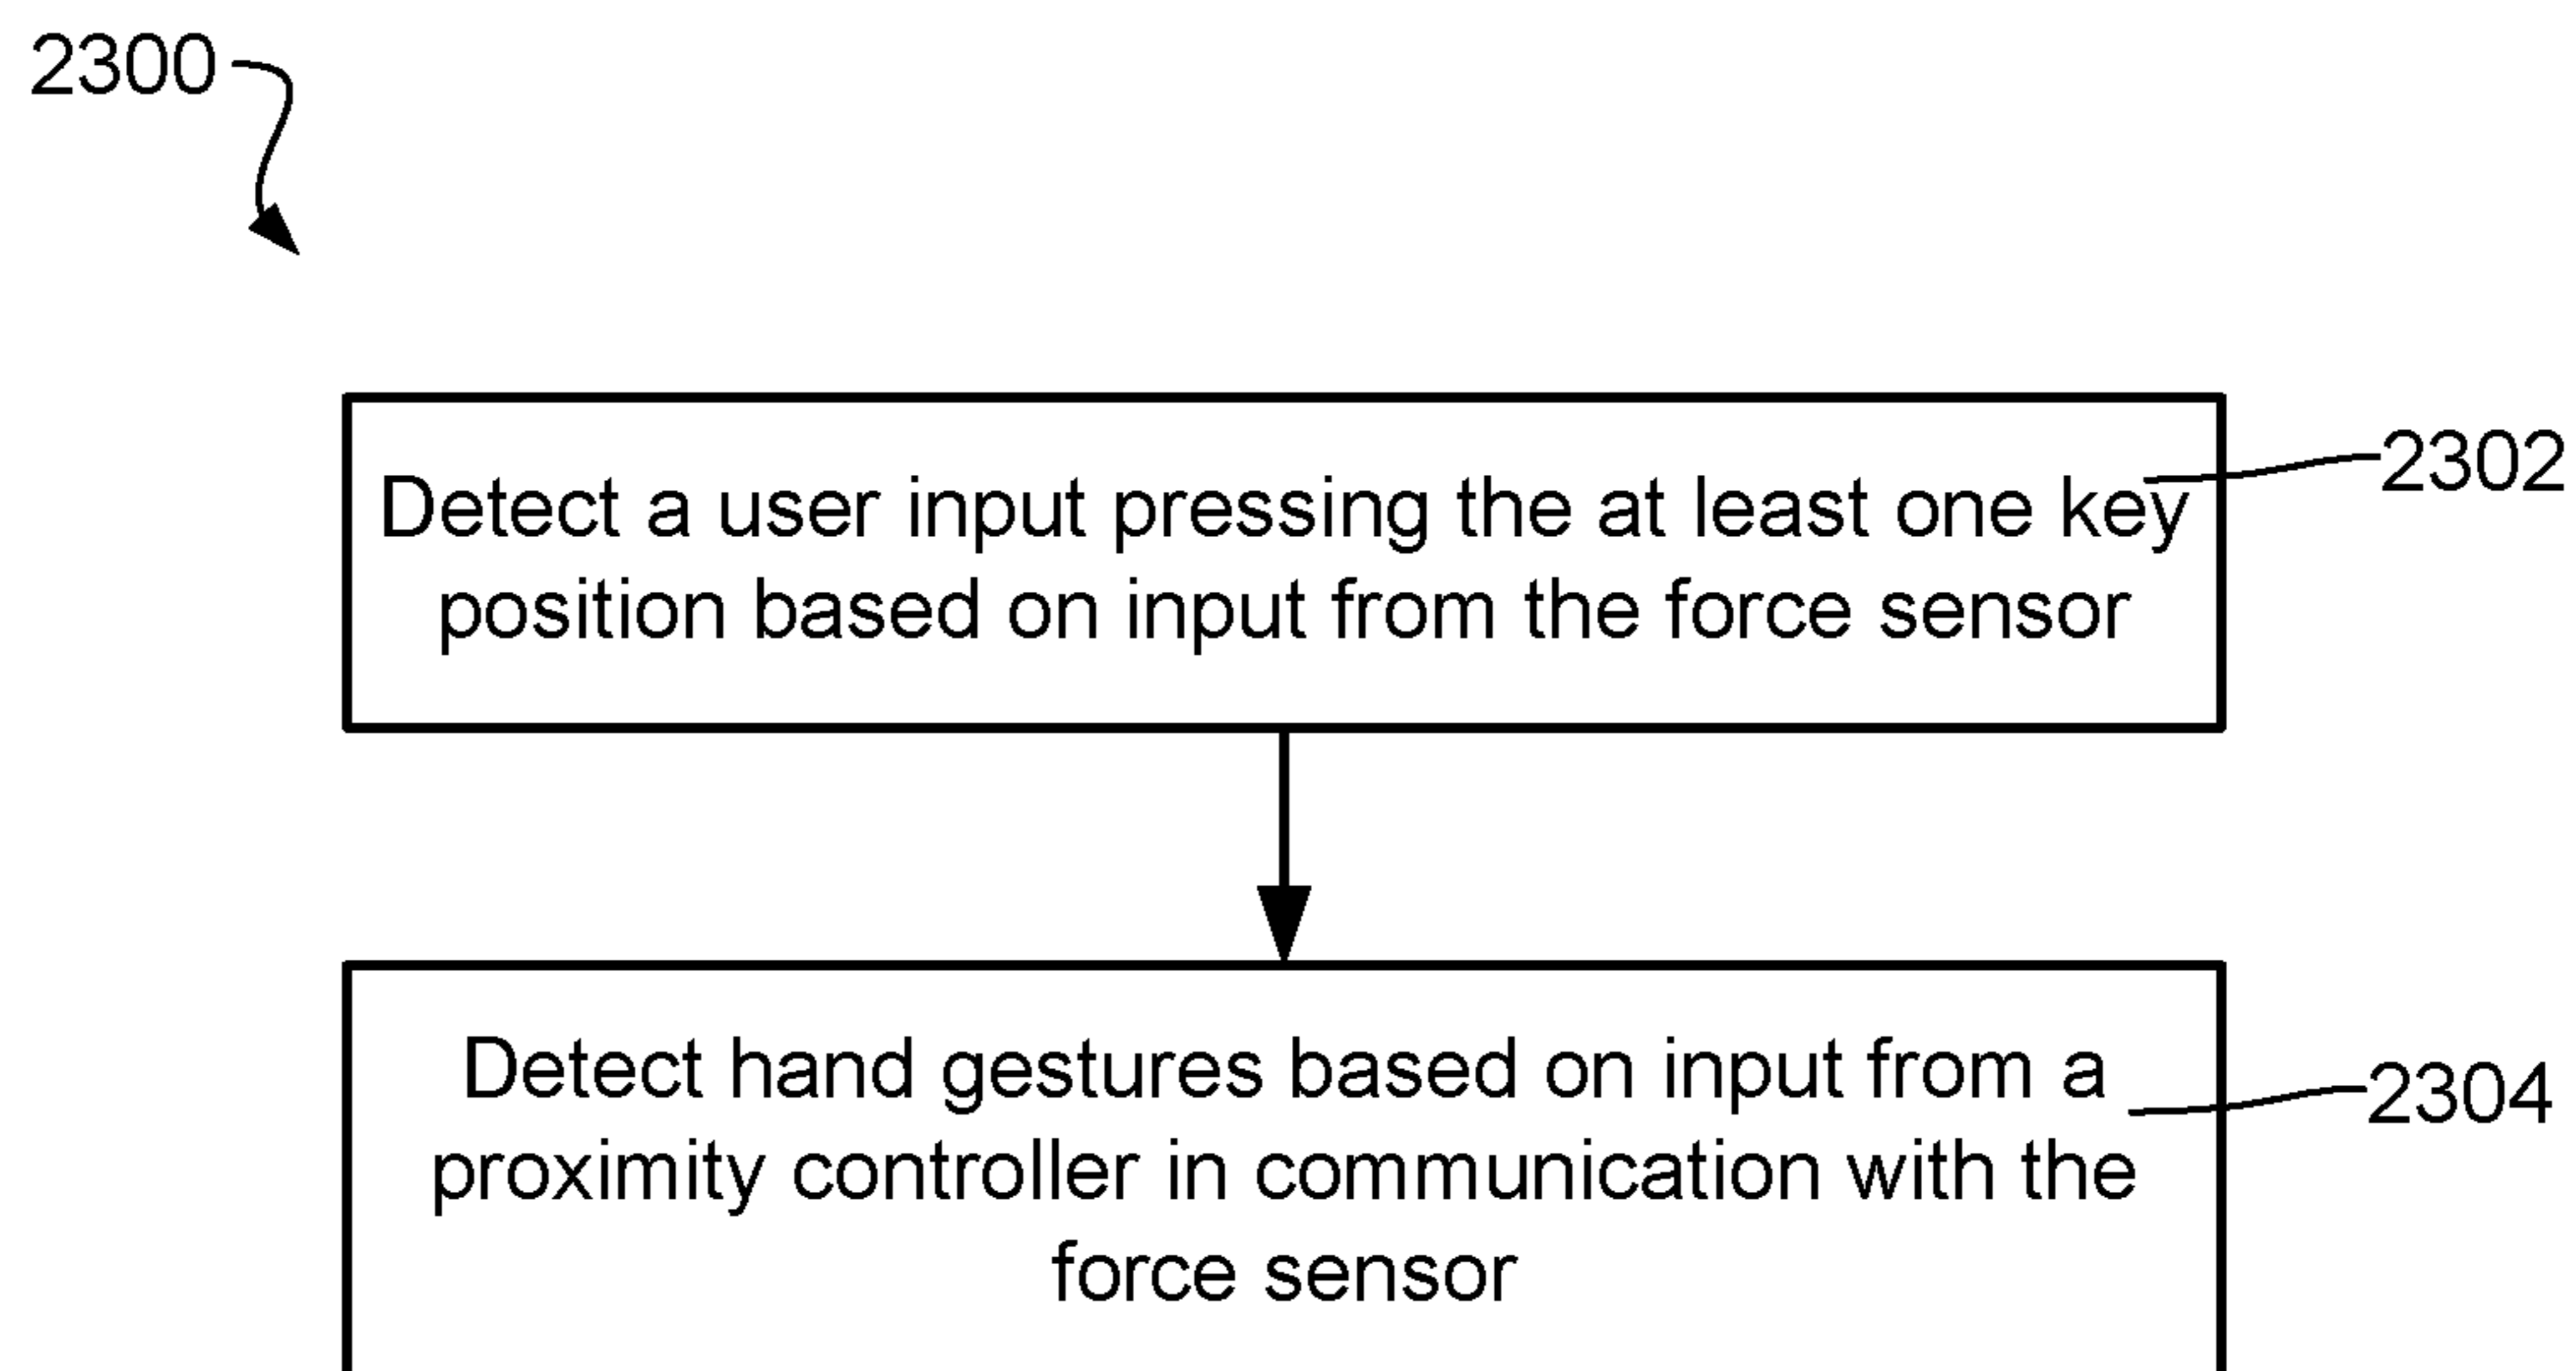 2300
Detect a user input pressing the at least one key
2302
position based on input from the force sensor
Detect hand gestures based on input from a
2304
proximity controller in communication with the
force sensor